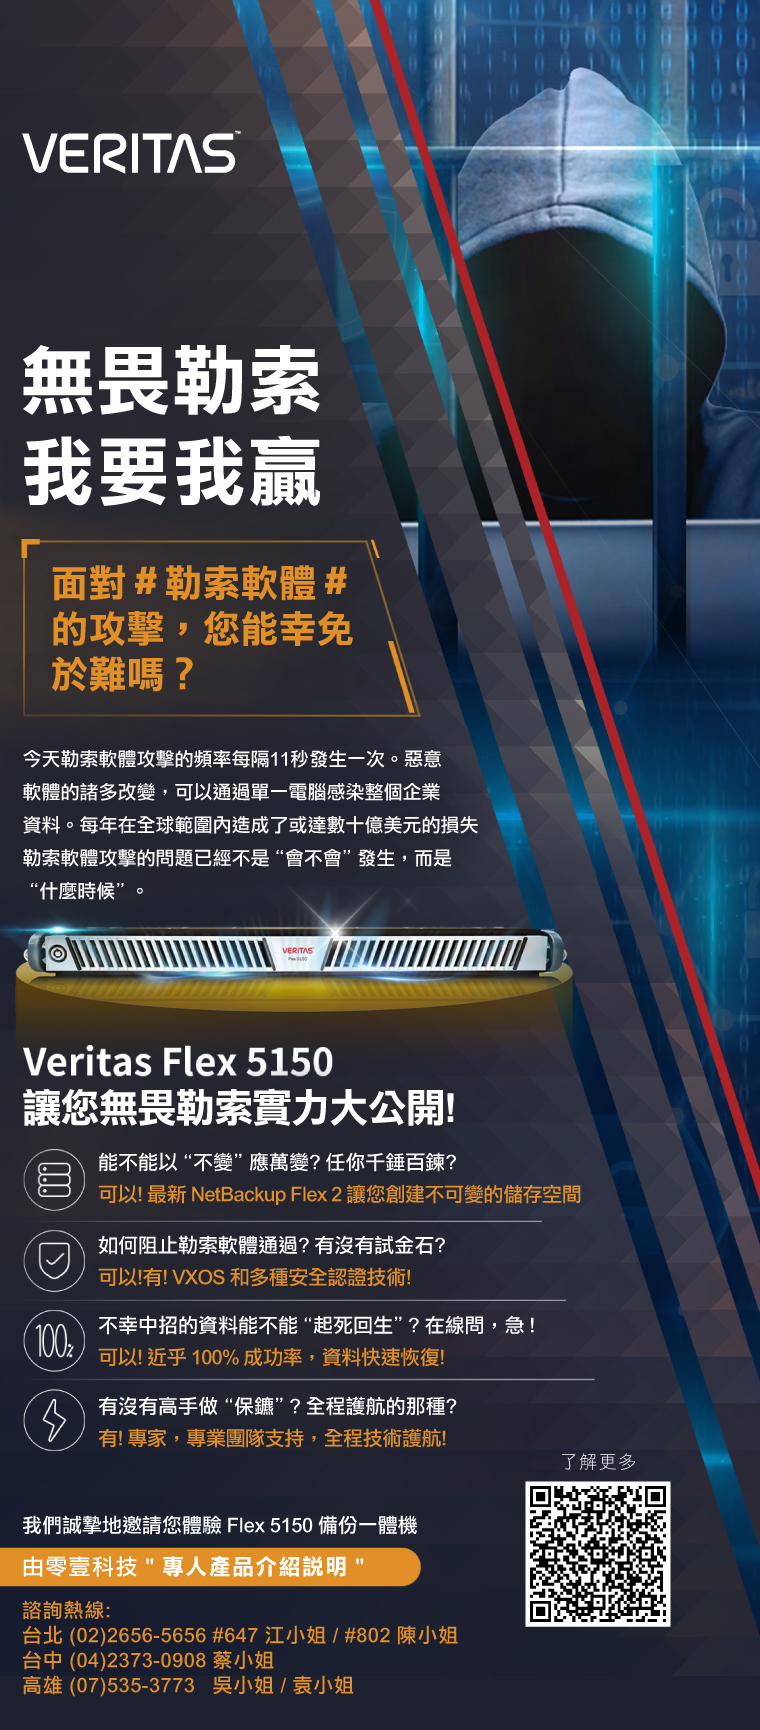 VERITAS™
無畏勒索
我要我贏
面對#勒索軟體#
的攻擊，您能幸免
於難嗎？
今天勒索軟體攻擊的頻率每隔11秒發生一次。惡意
軟體的諸多改變，可以通過單一電腦感染整個企業
資料。每年在全球範圍內造成了或達數十億美元的損失
勒索軟體攻擊的問題已經不是 “會不會” 發生，而是
“什麼時候” 。
VERITAS
Flex 5150
Veritas Flex 5150
讓您無畏勒索實力大公開!
能不能以 “不變” 應萬變? 任你千錘百鍊?
可以! 最新 NetBackup Flex 2 讓您創建不可變的儲存空間
如何阻止勒索軟體通過? 有沒有試金石?
可以!有! VXOS 和多種安全認證技術!
100%
不幸中招的資料能不能 “起死回生” ? 在線問，急 !
可以! 近乎 100% 成功率，資料快速恢復!
有沒有高手做 “保鑣” ? 全程護航的那種?
有! 專家，專業團隊支持，全程技術護航!
了解更多
我們誠摯地邀請您體驗 Flex 5150 備份一體機
由零壹科技 " 專人產品介紹說明 "
諮詢熱線:
台北 (02)2656-5656 #647 江小姐 / #802 陳小姐
台中 (04)2373-0908 蔡小姐
高雄 (07)535-3773 吳小姐 / 袁小姐